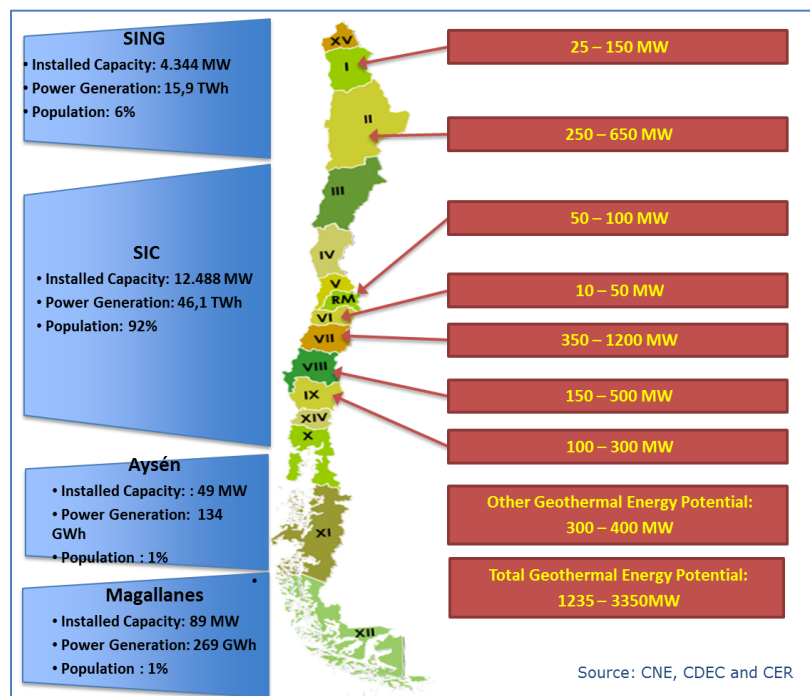 SING
• Installed Capacity: 4.344 MW
• Power Generation: 15,9 TWh
• Population: 6%
SIC
• Installed Capacity: 12.488 MW
• Power Generation: 46,1 TWh
• Population: 92%
Aysén
• Installed Capacity: : 49 MW
• Power Generation: 134
GWh
• Population : 1%
•
Magallanes
• Installed Capacity: 89 MW
• Power Generation: 269 GWh
• Population : 1%
XV
I
II
III
IV
V
RM
VI
VII
VIII
IX
XIV
X
XI
XII
25 – 150 MW
250 – 650 MW
50 – 100 MW
10 – 50 MW
350 – 1200 MW
150 – 500 MW
100 – 300 MW
Other Geothermal Energy Potential:
300 – 400 MW
Total Geothermal Energy Potential:
1235 – 3350MW
Source: CNE, CDEC and CER